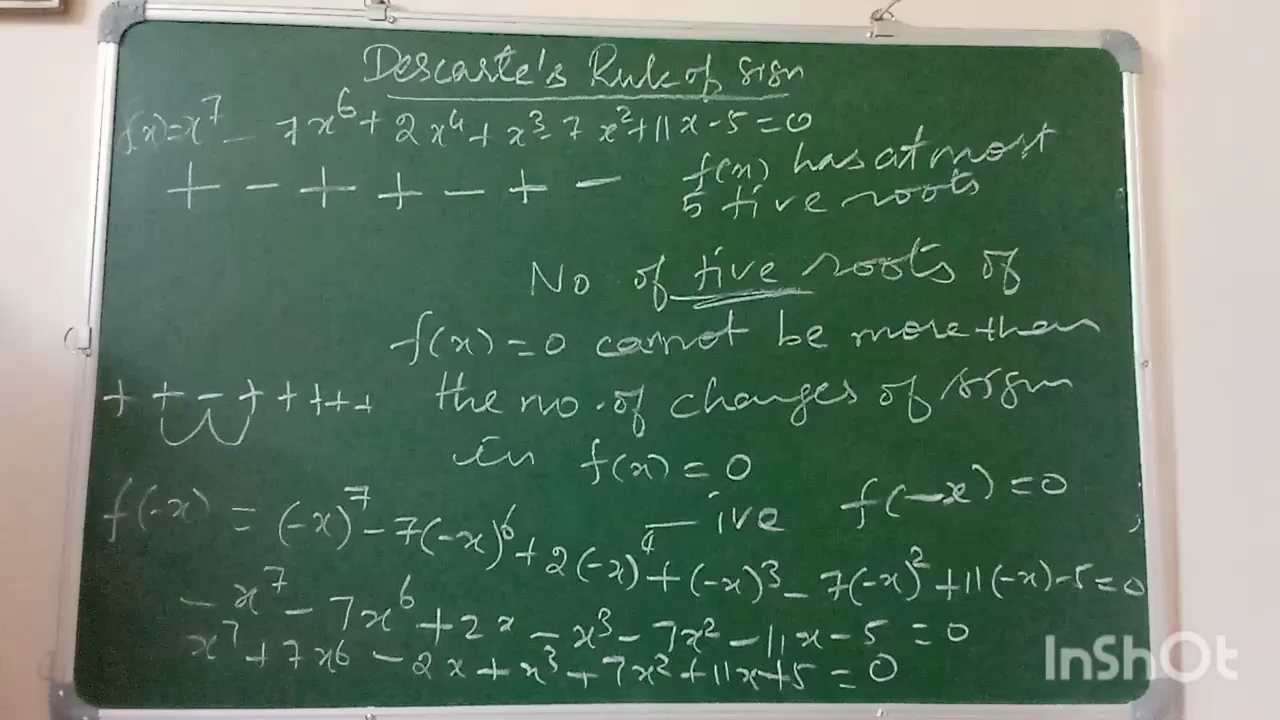 Descarte's Rule of sign
f(x)=x⁷ - 7x⁶ + 2x⁴ + x³ - 7x² + 11x - 5 = 0
+ - + + - + - f(x) has at most
5 +ive roots
No of +ive roots of
f(x) = 0 cannot be more than
+ + - + + + + + the no. of changes of sign
in f(x) = 0
-ive f(-x) = 0,
f(-x) = (-x)⁷ - 7(-x)⁶ + 2(-x)⁴ + (-x)³ - 7(-x)² + 11(-x) - 5 = 0
- x⁷ - 7x⁶ + 2x - x³ - 7x² - 11x - 5 = 0
x⁷ + 7x⁶ - 2x + x³ + 7x² + 11x + 5 = 0
InShOt